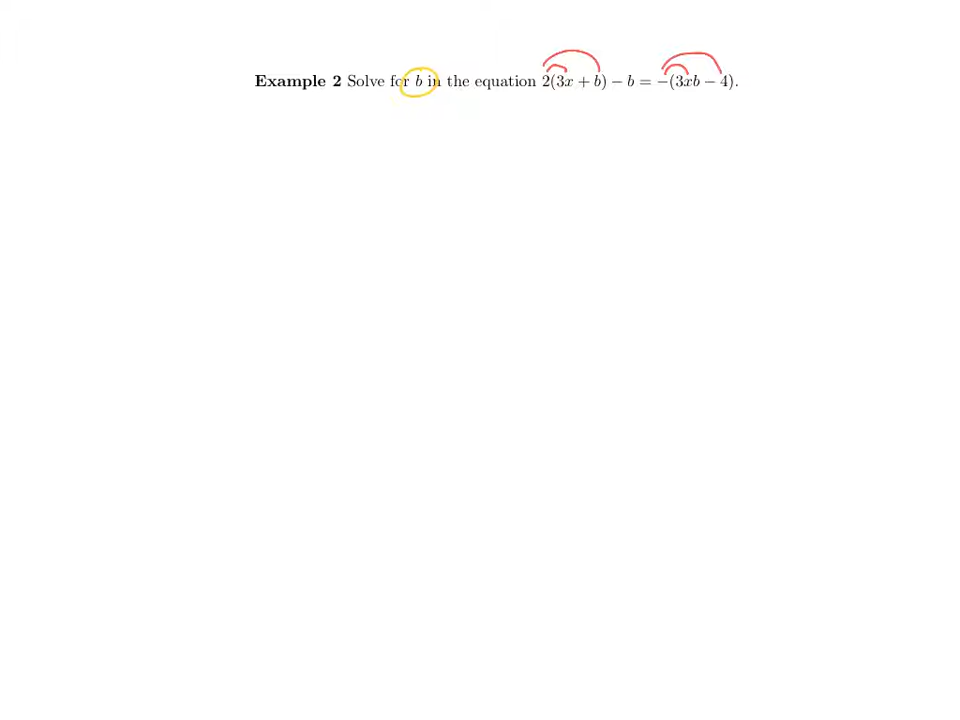 Example 2 Solve for b in the equation 2(3x + b) − b = −(3xb − 4).